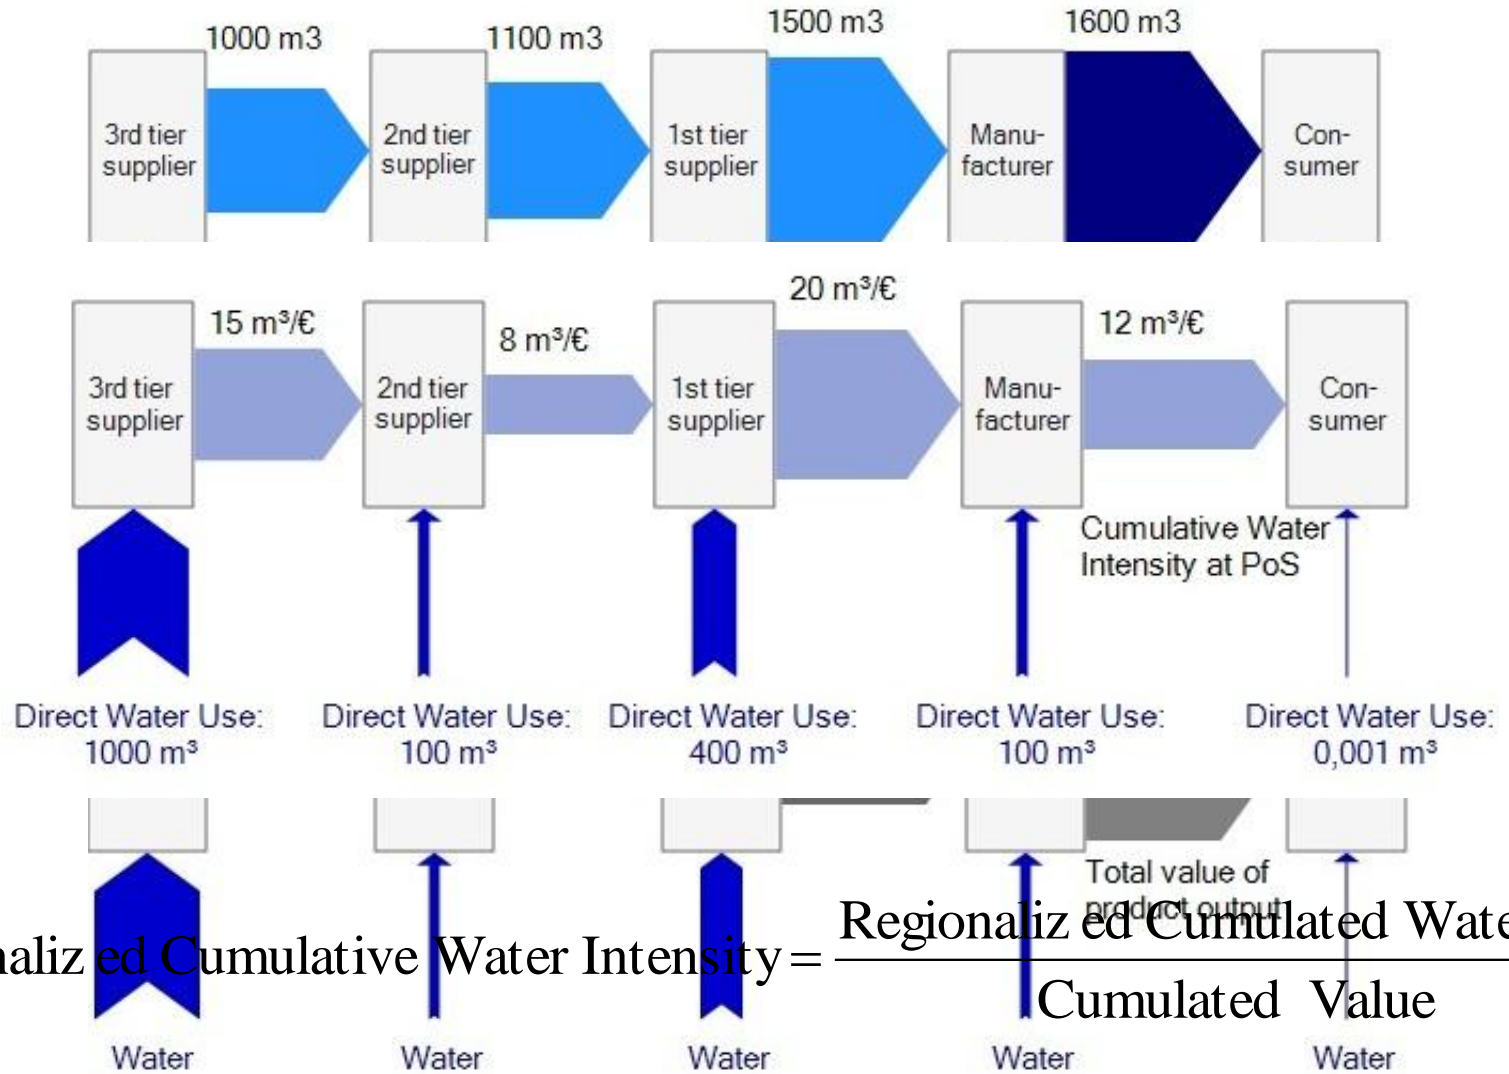 1000 m3
1100 m3
1500 m3
1600 m3
3rd tier
supplier
2nd tier
supplier
1st tier
supplier
Manu-
facturer
Con-
sumer
15 m³/€
8 m³/€
20 m³/€
12 m³/€
3rd tier
supplier
2nd tier
supplier
1st tier
supplier
Manu-
facturer
Con-
sumer
Cumulative Water
Intensity at PoS
Direct Water Use:
1000 m³
Direct Water Use:
100 m³
Direct Water Use:
400 m³
Direct Water Use:
100 m³
Direct Water Use:
0,001 m³
Total value of
product output
naliz ed Cumulative Water Intensity =
Regionaliz ed Cumulated Wate
Cumulated Value
Water
Water
Water
Water
Water